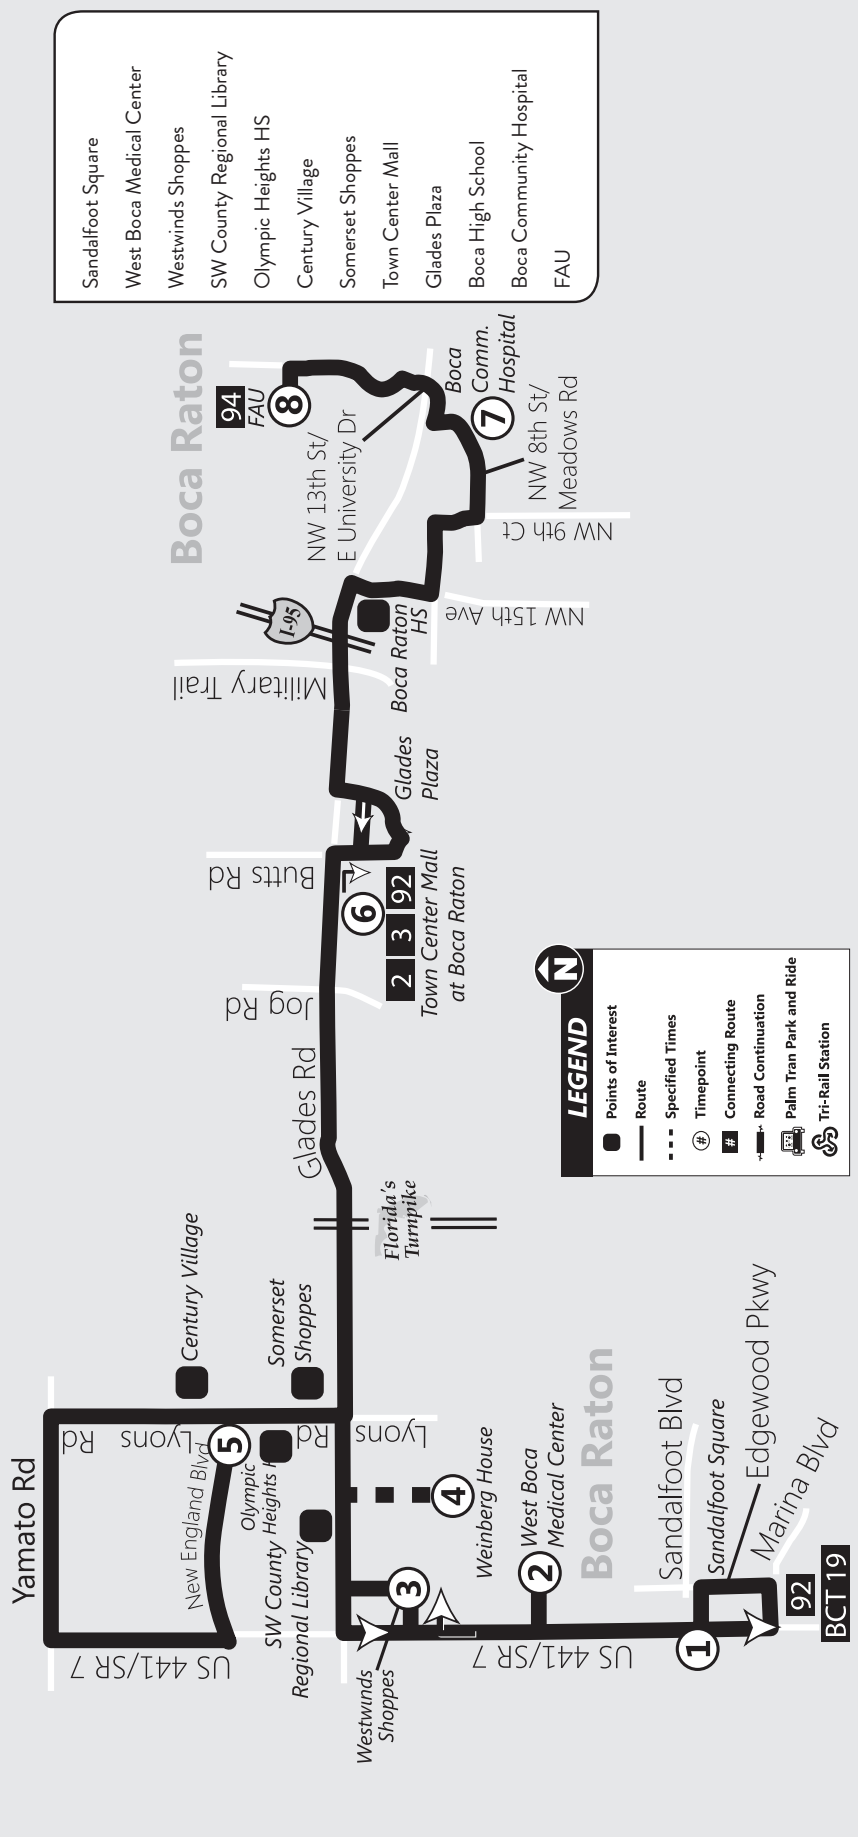 Sandalfoot Square
West Boca Medical Center
Westwinds Shoppes
SW County Regional Library
Olympic Heights HS
Century Village
Somerset Shoppes
Town Center Mall
Glades Plaza
Boca High School
Boca Community Hospital
FAU
Boca Raton
94
FAU
8
NW 13th St/
E University Dr
Boca
Comm.
Hospital
7
NW 8th St/
Meadows Rd
NW 9th Ct
NW 15th Ave
I-95
Boca Raton
HS
Military Trail
Glades
Plaza
Butts Rd
6
2 3 92
Town Center Mall
at Boca Raton
Jog Rd
Glades Rd
LEGEND
N
Points of Interest
Route
Specified Times
# Timepoint
# Connecting Route
Road Continuation
Palm Tran Park and Ride
Tri-Rail Station
Florida's
Turnpike
Century Village
Somerset
Shoppes
Yamato Rd
Lyons Rd
Lyons Rd
New England Blvd
5
Olympic
Heights
SW County
Regional Library
4
Weinberg House
West Boca
Medical Center
2
3
Westwinds
Shoppes
US 441/SR 7
US 441/SR 7
Boca Raton
Sandalfoot Blvd
Sandalfoot Square
Edgewood Pkwy
Marina Blvd
1
92
BCT 19